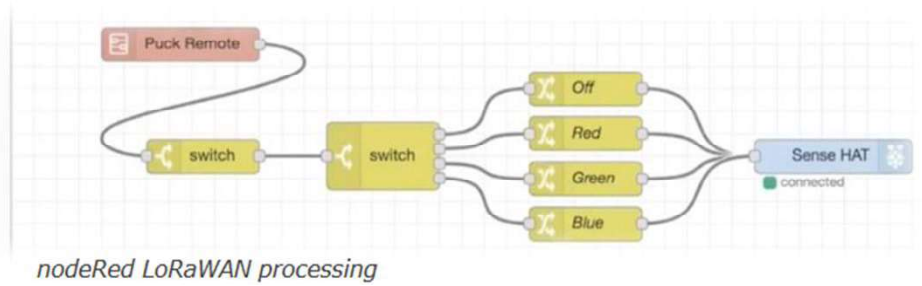 Puck Remote
switch
switch
Off
Red
Green
Blue
Sense HAT
connected
nodeRed LoRaWAN processing